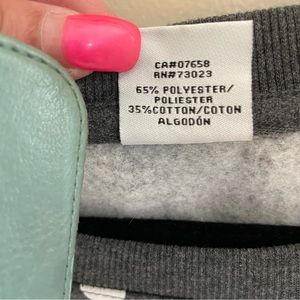 CA#07658
RN#73023
65% POLYESTER/
POLIESTER
35%COTTON/COTON
ALGODÓN